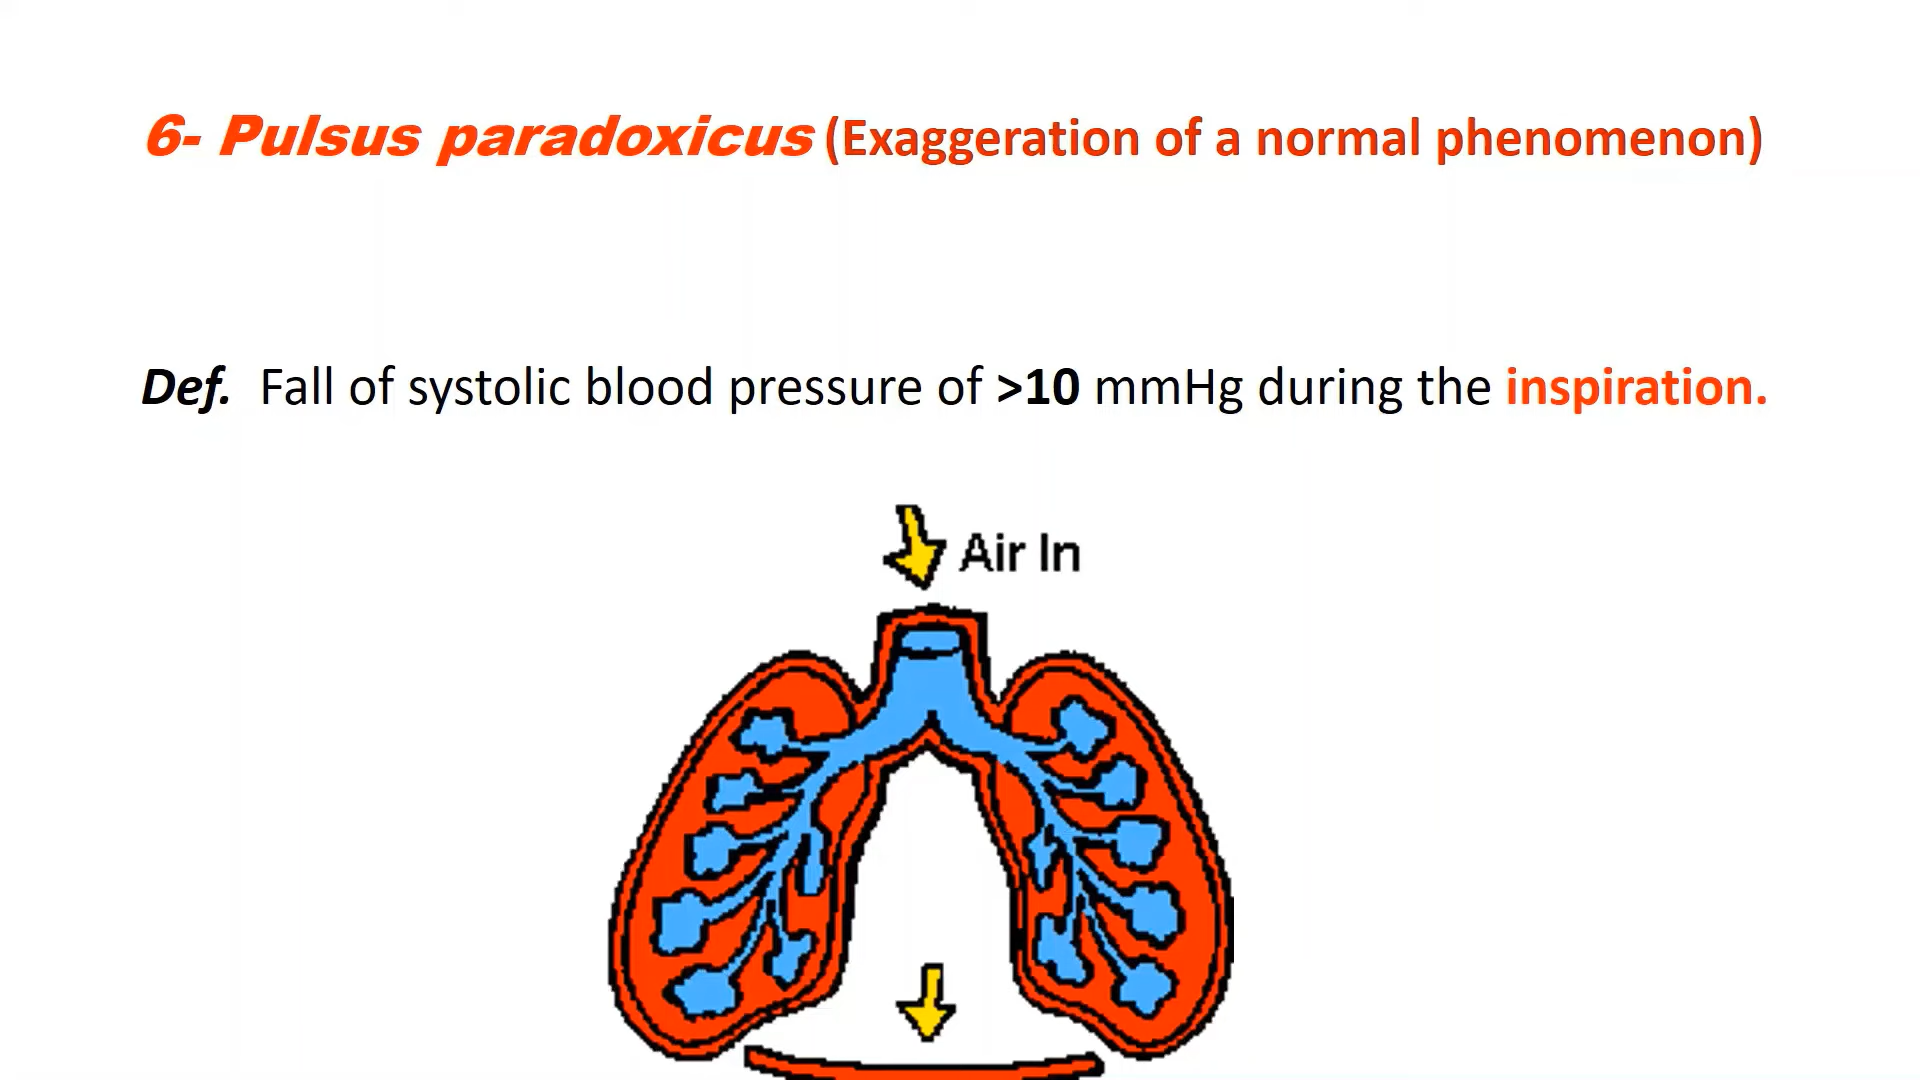 6- Pulsus paradoxicus (Exaggeration of a normal phenomenon)
Def. Fall of systolic blood pressure of >10 mmHg during the inspiration.
Air In